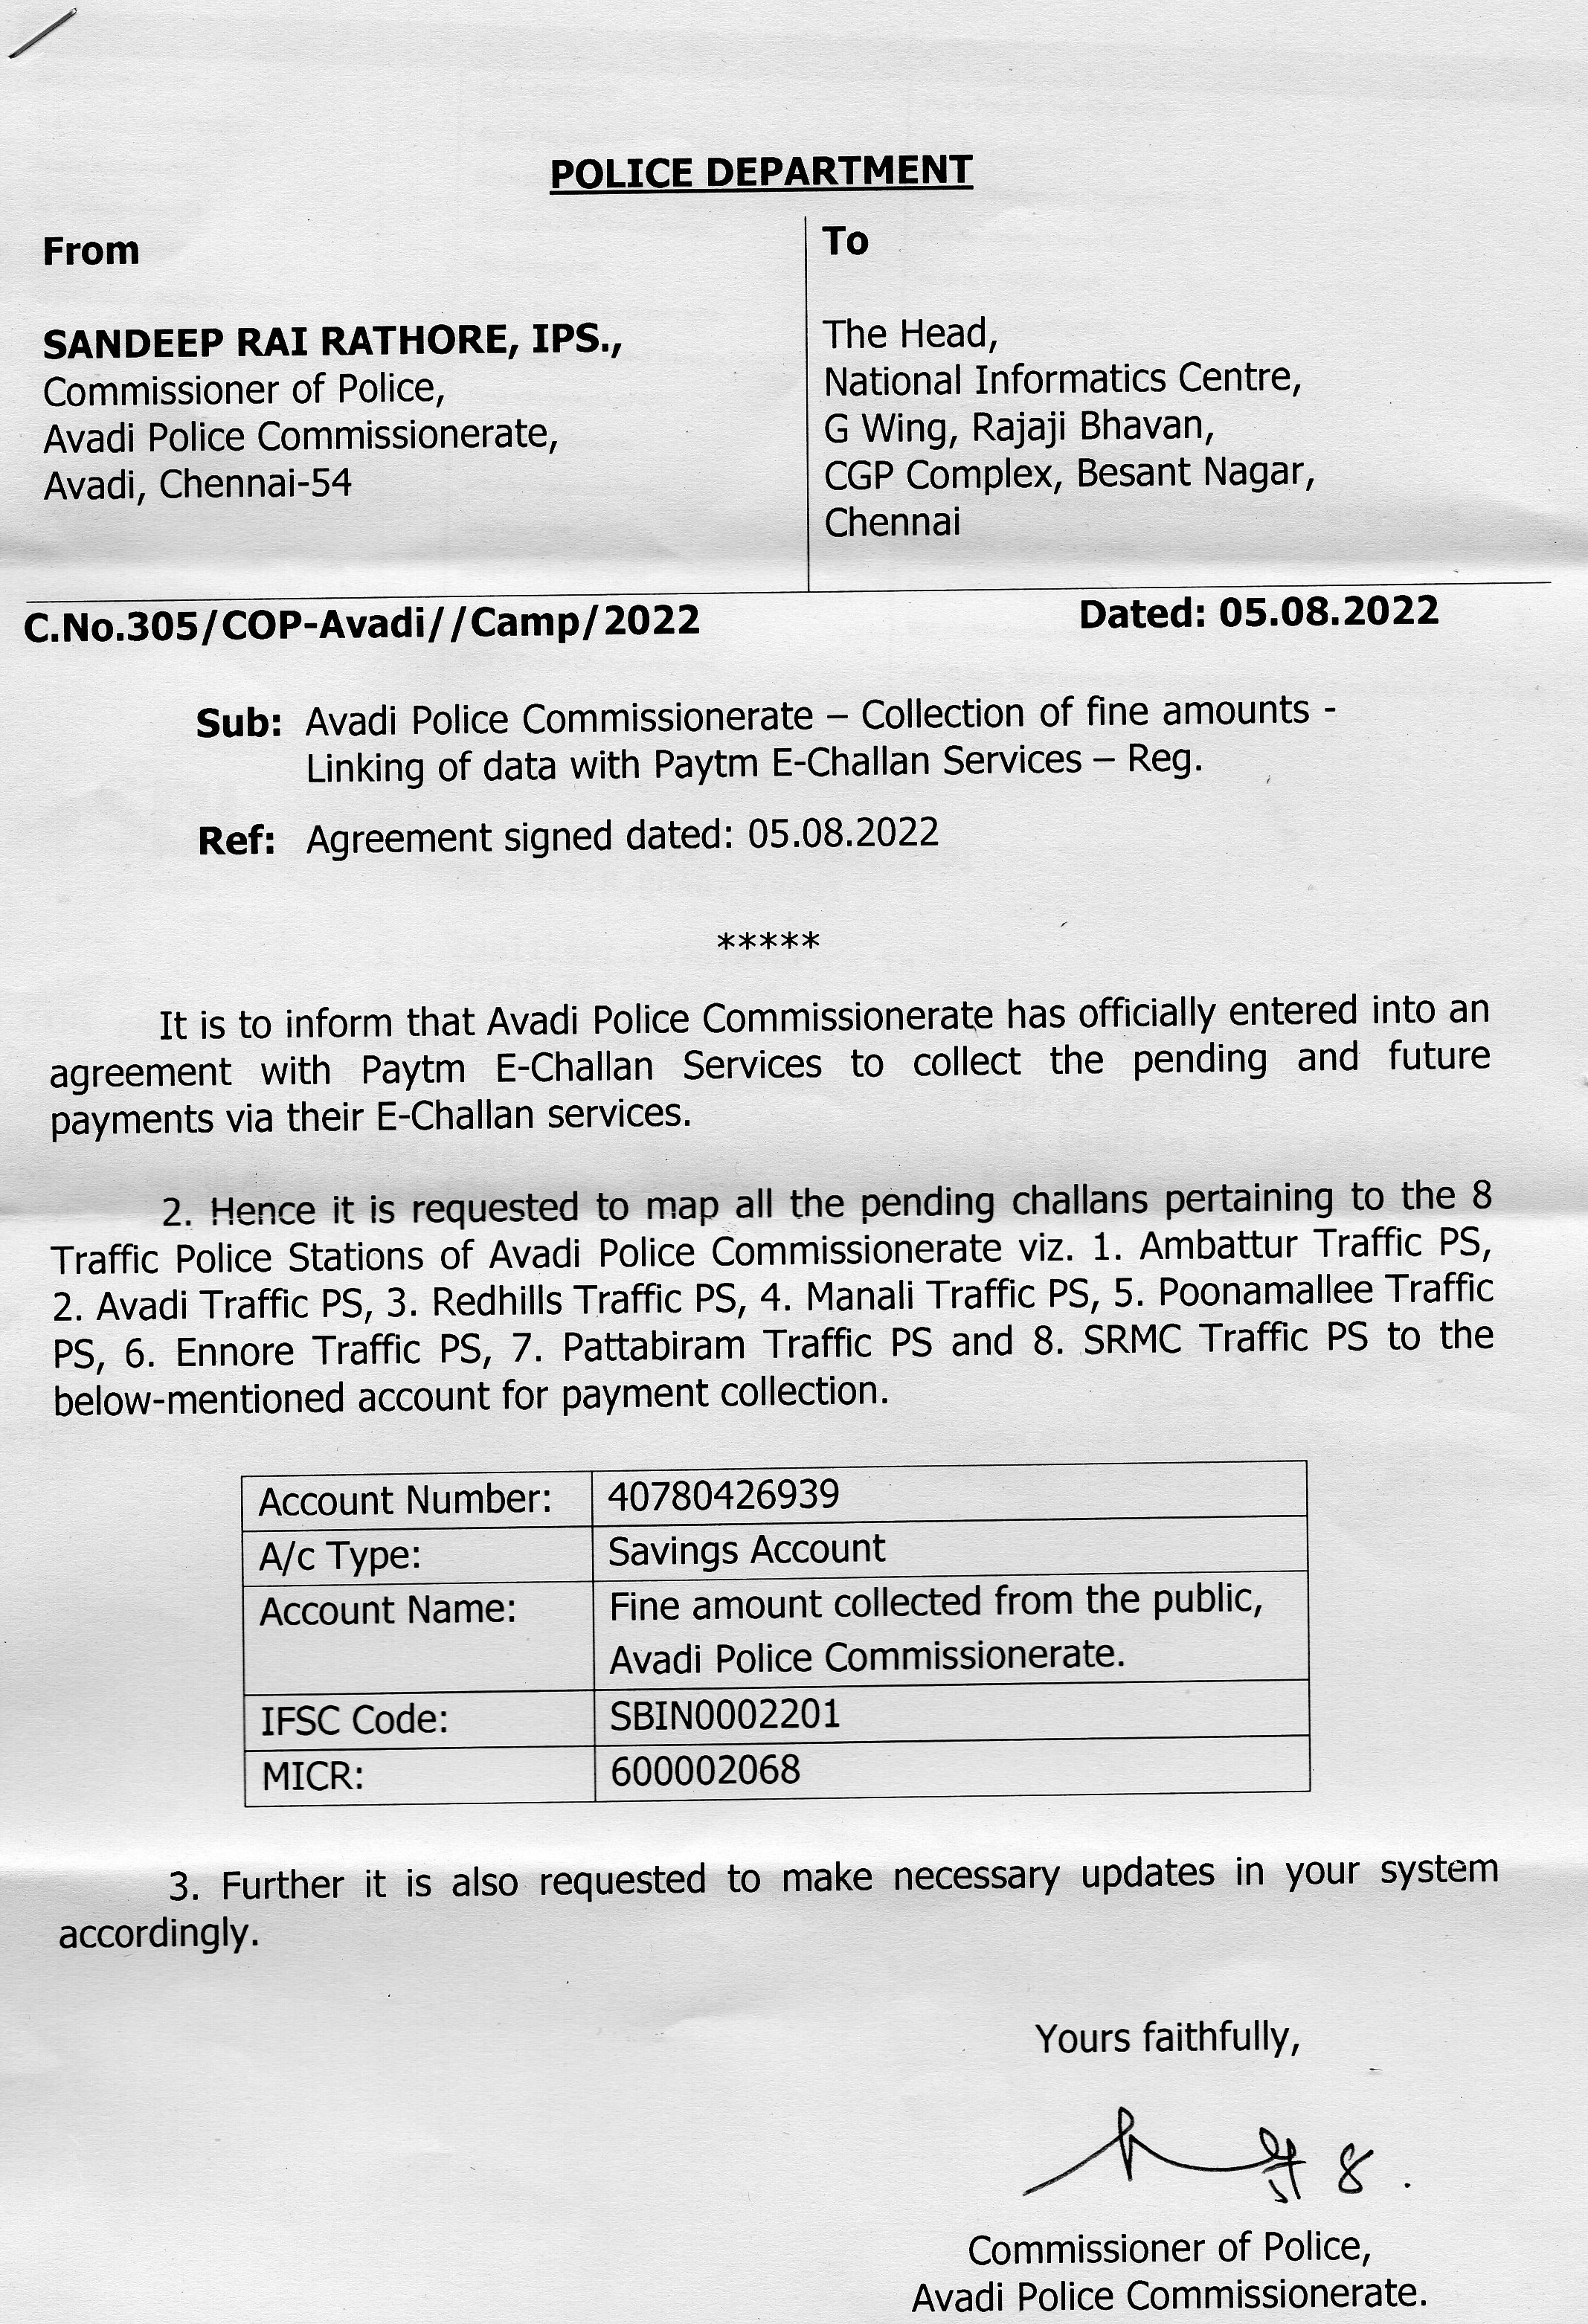 POLICE DEPARTMENT
From
SANDEEP RAI RATHORE, IPS.,
Commissioner of Police,
Avadi Police Commissionerate,
Avadi, Chennai-54
To
The Head,
National Informatics Centre,
G Wing, Rajaji Bhavan,
CGP Complex, Besant Nagar,
Chennai
C.No.305/COP-Avadi//Camp/2022 Dated: 05.08.2022
Sub: Avadi Police Commissionerate – Collection of fine amounts -
Linking of data with Paytm E-Challan Services – Reg.
Ref: Agreement signed dated: 05.08.2022
*****
It is to inform that Avadi Police Commissionerate has officially entered into an
agreement with Paytm E-Challan Services to collect the pending and future
payments via their E-Challan services.
2. Hence it is requested to map all the pending challans pertaining to the 8
Traffic Police Stations of Avadi Police Commissionerate viz. 1. Ambattur Traffic PS,
2. Avadi Traffic PS, 3. Redhills Traffic PS, 4. Manali Traffic PS, 5. Poonamallee Traffic
PS, 6. Ennore Traffic PS, 7. Pattabiram Traffic PS and 8. SRMC Traffic PS to the
below-mentioned account for payment collection.
Account Number: 40780426939
A/c Type: Savings Account
Account Name: Fine amount collected from the public,
Avadi Police Commissionerate.
IFSC Code: SBIN0002201
MICR: 600002068
3. Further it is also requested to make necessary updates in your system
accordingly.
Yours faithfully,
Commissioner of Police,
Avadi Police Commissionerate.